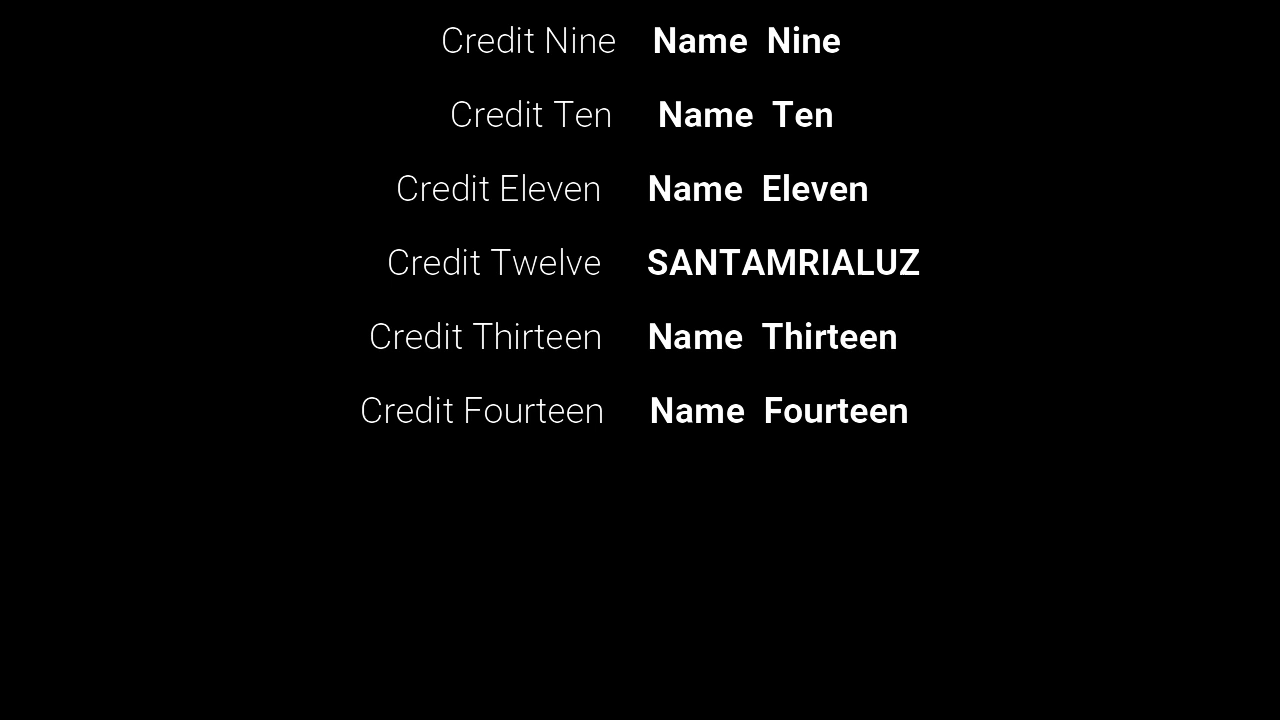 Credit Nine Name Nine
Credit Ten Name Ten
Credit Eleven Name Eleven
Credit Twelve SANTAMRIALUZ
Credit Thirteen Name Thirteen
Credit Fourteen Name Fourteen